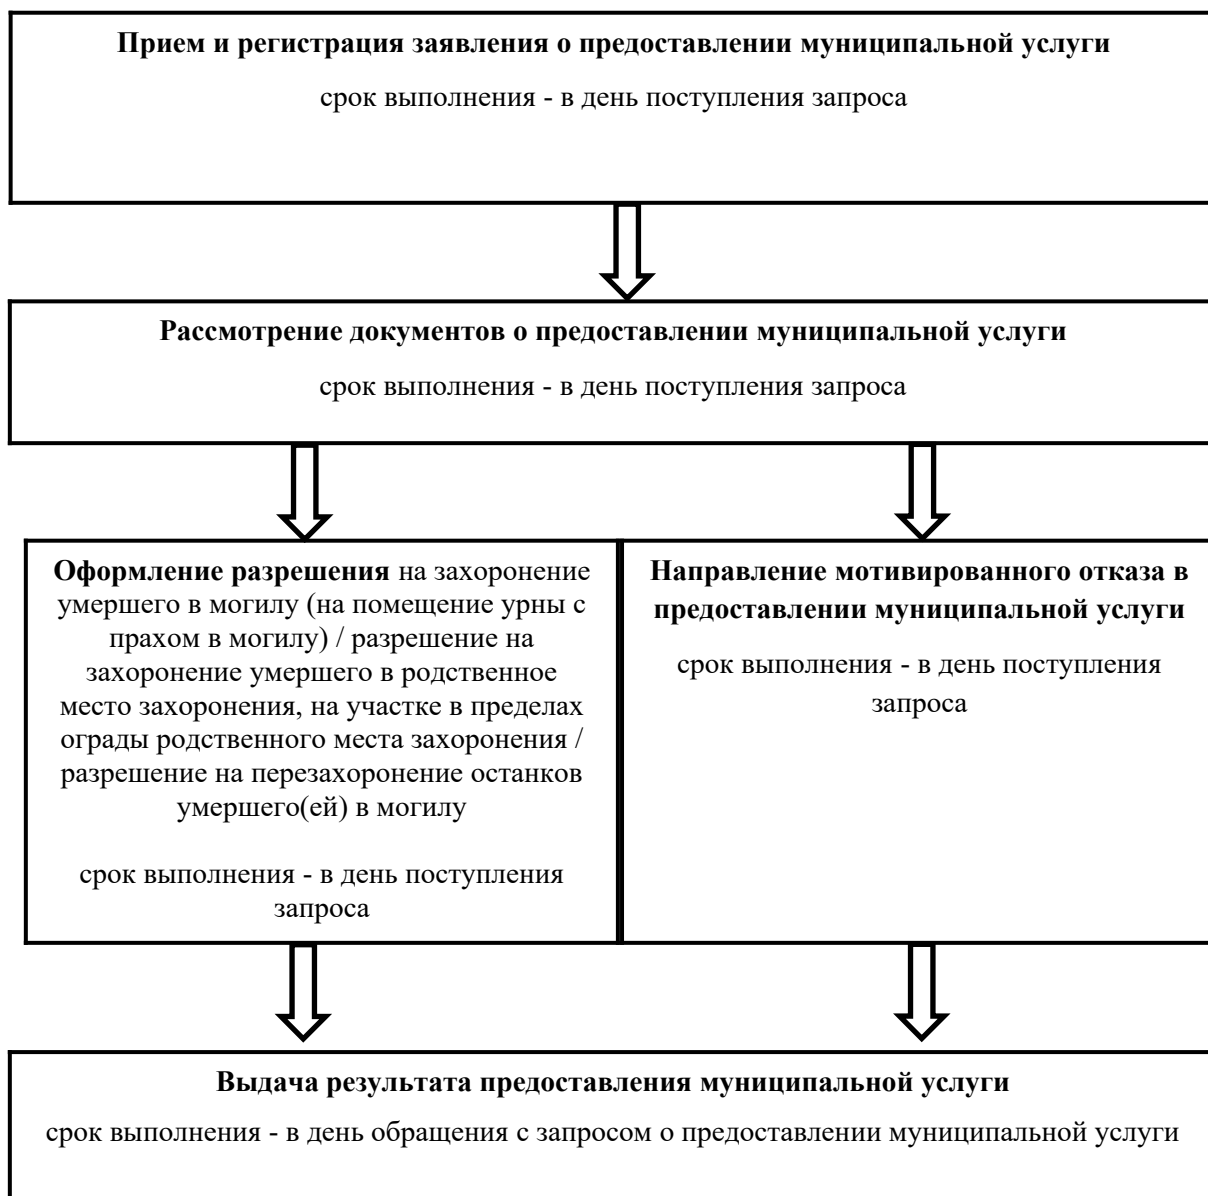 Прием и регистрация заявления о предоставлении муниципальной услуги
срок выполнения - в день поступления запроса
Рассмотрение документов о предоставлении муниципальной услуги
срок выполнения - в день поступления запроса
Оформление разрешения на захоронение
умершего в могилу (на помещение урны с
прахом в могилу) / разрешение на
захоронение умершего в родственное
место захоронения, на участке в пределах
ограды родственного места захоронения /
разрешение на перезахоронение останков
умершего(ей) в могилу
срок выполнения - в день поступления
запроса
Направление мотивированного отказа в
предоставлении муниципальной услуги
срок выполнения - в день поступления
запроса
Выдача результата предоставления муниципальной услуги
срок выполнения - в день обращения с запросом о предоставлении муниципальной услуги